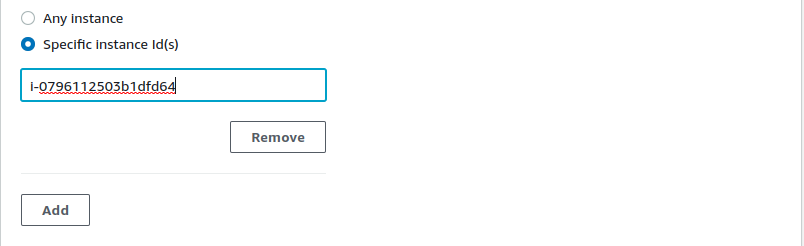 Any instance
Specific instance Id(s)
i-0796112503b1dfd64
Remove
Add